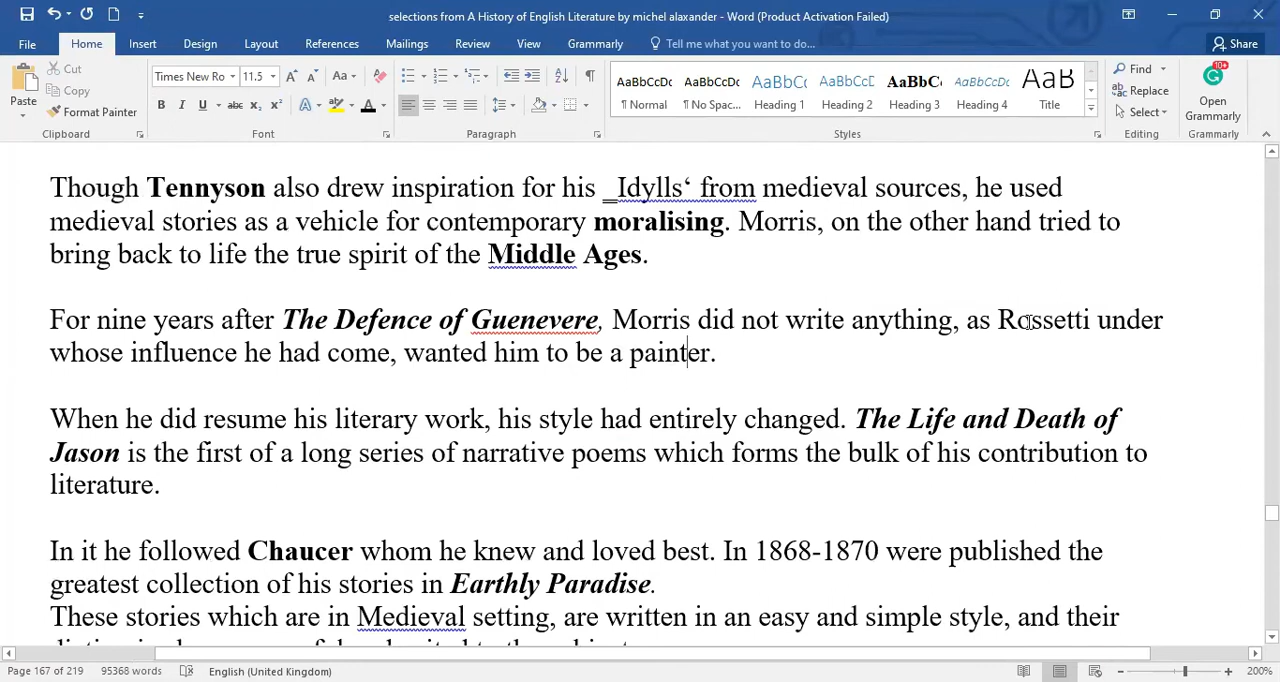 selections from A History of English Literature by michel alaxander - Word (Product Activation Failed)
File Home Insert Design Layout References Mailings Review View Grammarly Tell me what you want to do... Share
Paste Cut Copy Format Painter Clipboard
Times New Ro 11.5 Font
Paragraph
AaBbCcDc AaBbCcDc AaBbC( AaBbCcE AaBbC( AaBbCcDc AaB
¶ Normal ¶ No Spac... Heading 1 Heading 2 Heading 3 Heading 4 Title
Styles
Find Replace Select Editing
10+ Open Grammarly Grammarly
Though Tennyson also drew inspiration for his ‗Idylls‘ from medieval sources, he used
medieval stories as a vehicle for contemporary moralising. Morris, on the other hand tried to
bring back to life the true spirit of the Middle Ages.
For nine years after The Defence of Guenevere, Morris did not write anything, as Rossetti under
whose influence he had come, wanted him to be a painter.
When he did resume his literary work, his style had entirely changed. The Life and Death of
Jason is the first of a long series of narrative poems which forms the bulk of his contribution to
literature.
In it he followed Chaucer whom he knew and loved best. In 1868-1870 were published the
greatest collection of his stories in Earthly Paradise.
These stories which are in Medieval setting, are written in an easy and simple style, and their
Page 167 of 219 95368 words English (United Kingdom) 200%